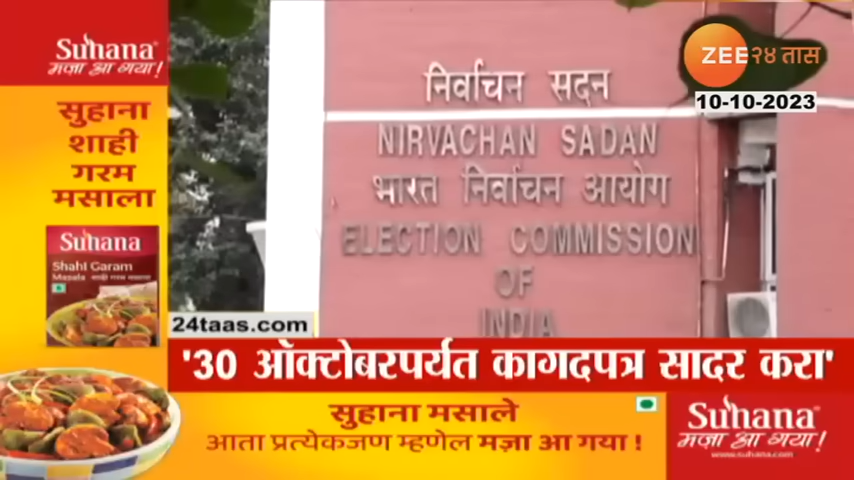 Suhana
मज़ा आ गया!
सुहाना
शाही
गरम
मसाला
Suhana
Shahi Garam
Masala
ZEE २४ तास
10-10-2023
निर्वाचन सदन
NIRVACHAN SADAN
भारत निर्वाचन आयोग
ELECTION COMMISSION
OF
INDIA
24taas.com
'30 ऑक्टोबरपर्यंत कागदपत्र सादर करा'
सुहाना मसाले
आता प्रत्येकजण म्हणेल मज़ा आ गया !
Suhana
मज़ा आ गया!
www.suhana.com